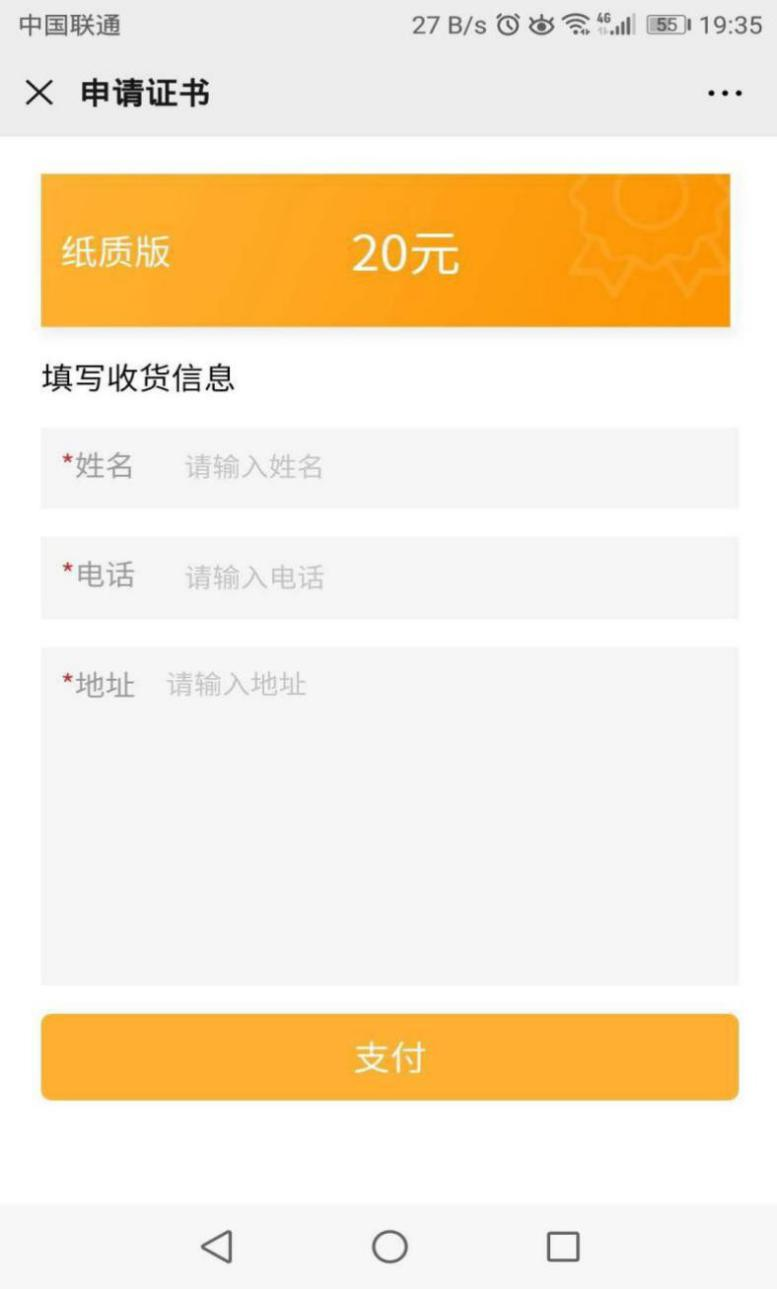 中国联通 27 B/s 4G 55 19:35
申请证书
纸质版 20元
填写收货信息
*姓名 请输入姓名
*电话 请输入电话
*地址 请输入地址
支付